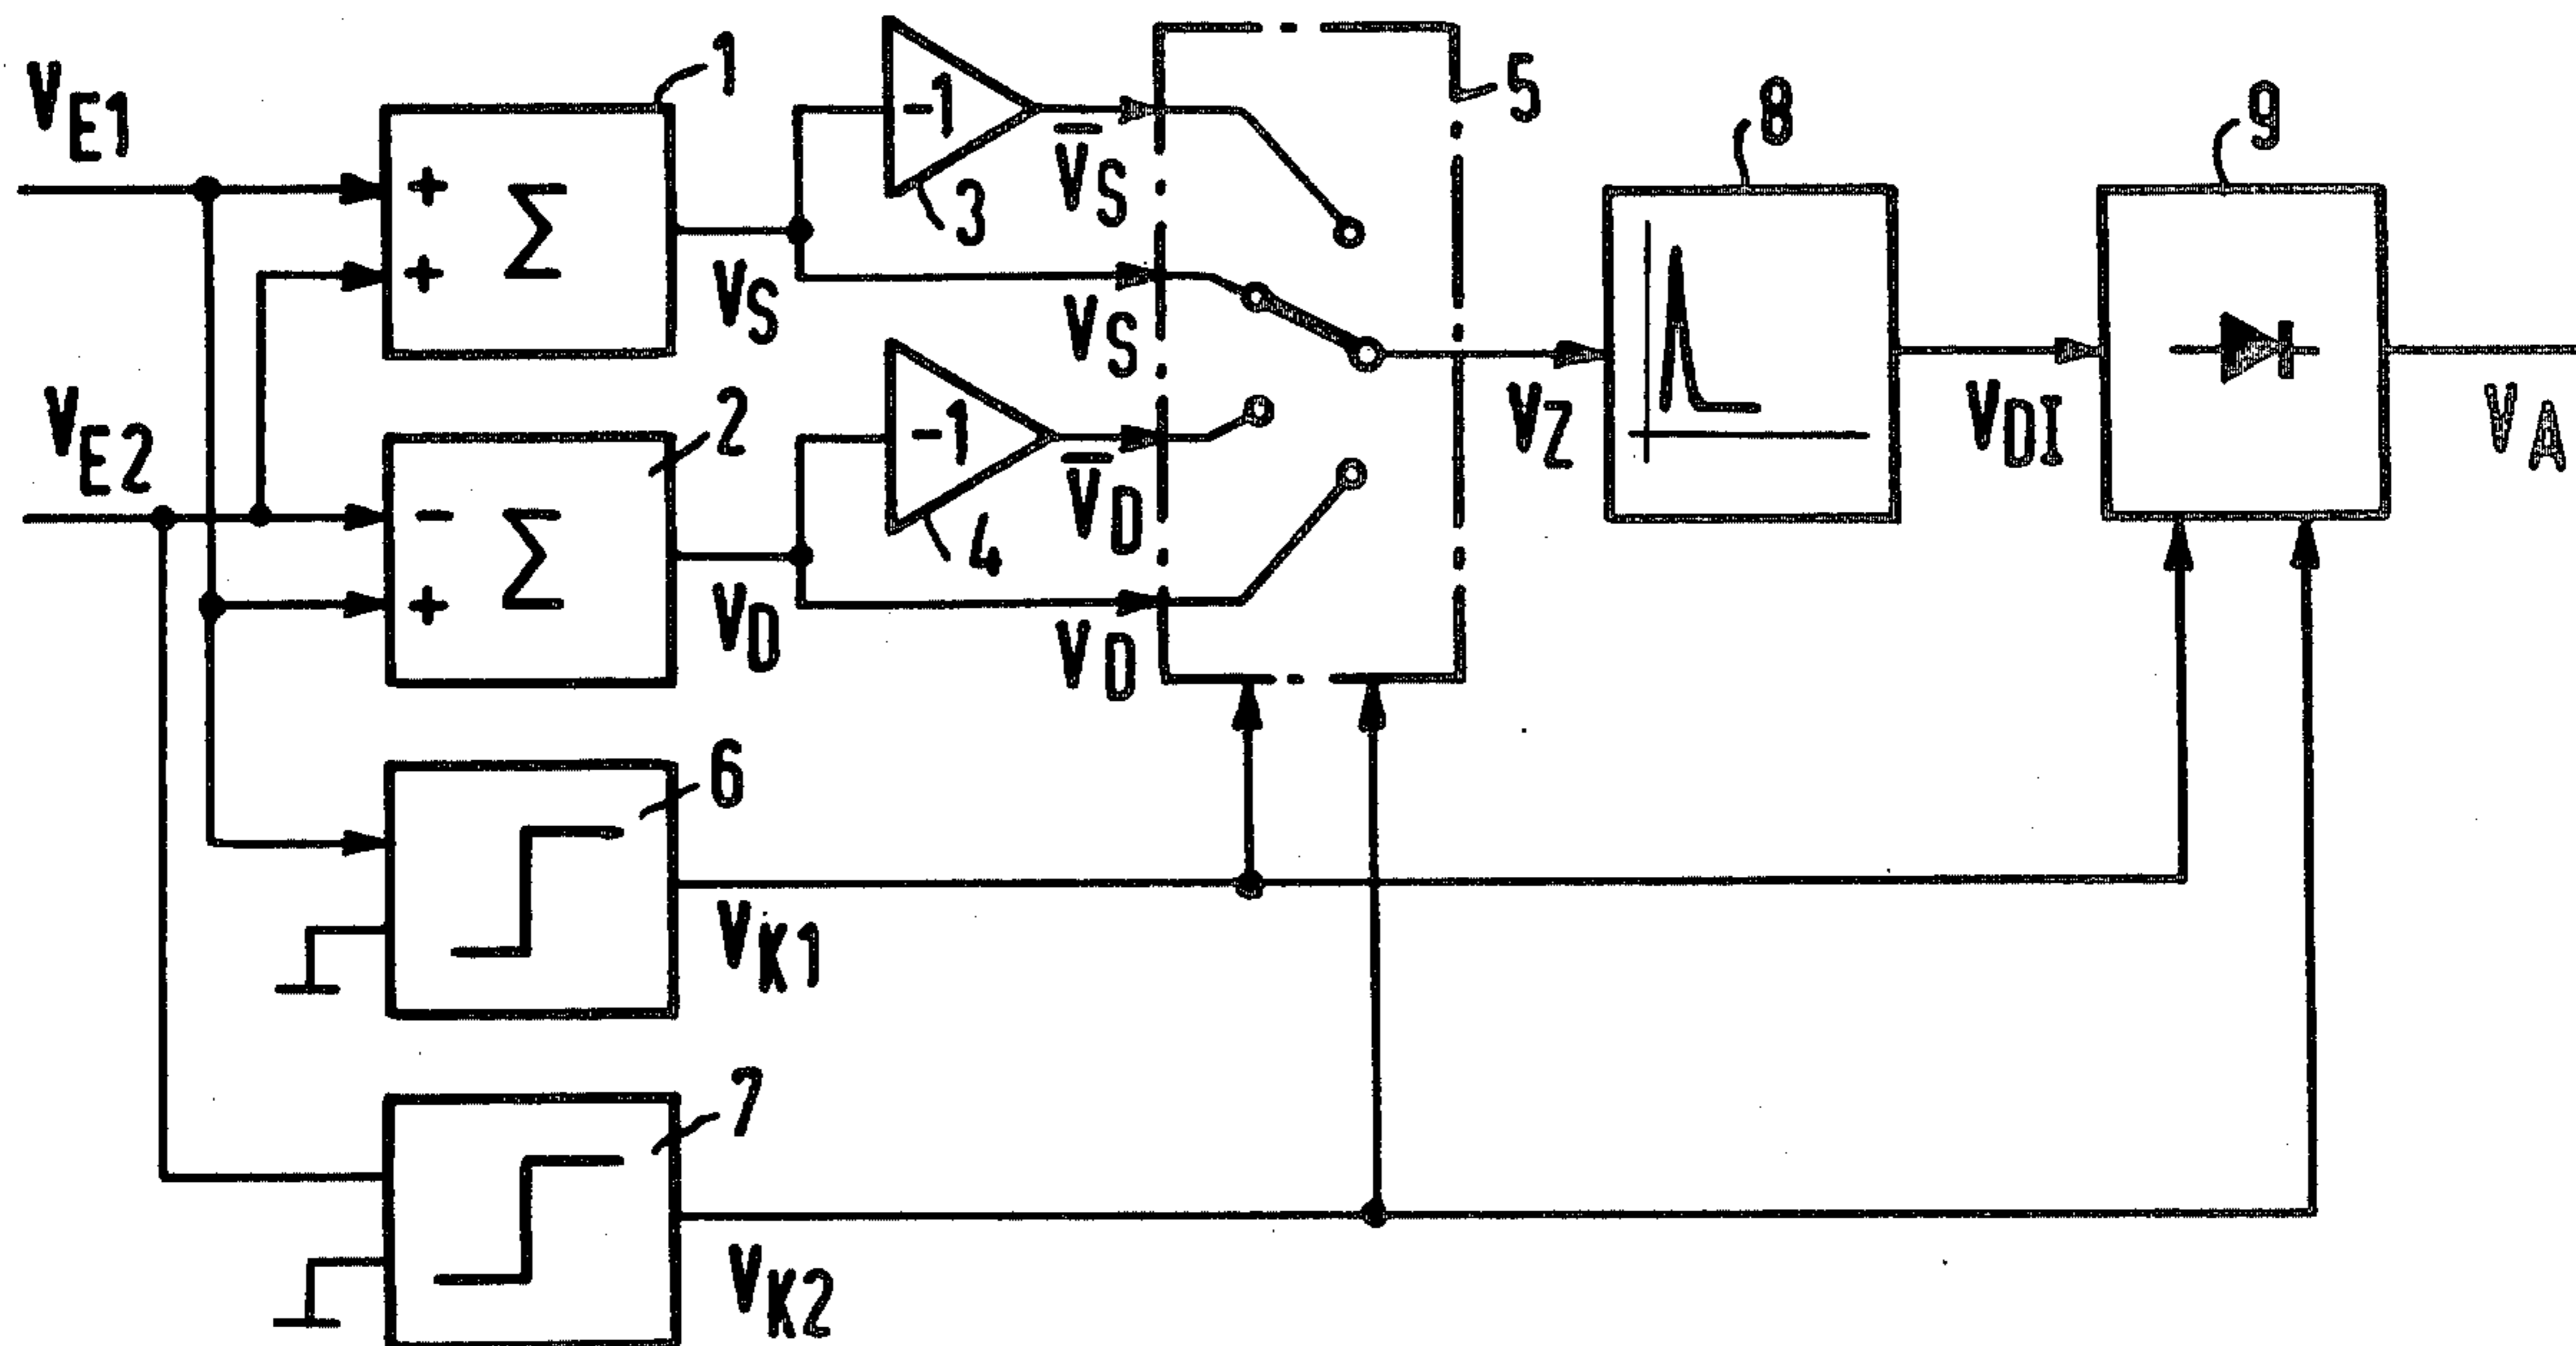 V_E1
1
+
+
Σ
V_S
-1
3
V̅_S
V_S
5
8
9
V_E2
2
-
+
Σ
V_D
-1
4
V̅_D
V_D
V_Z
V_DI
V_A
6
V_K1
7
V_K2